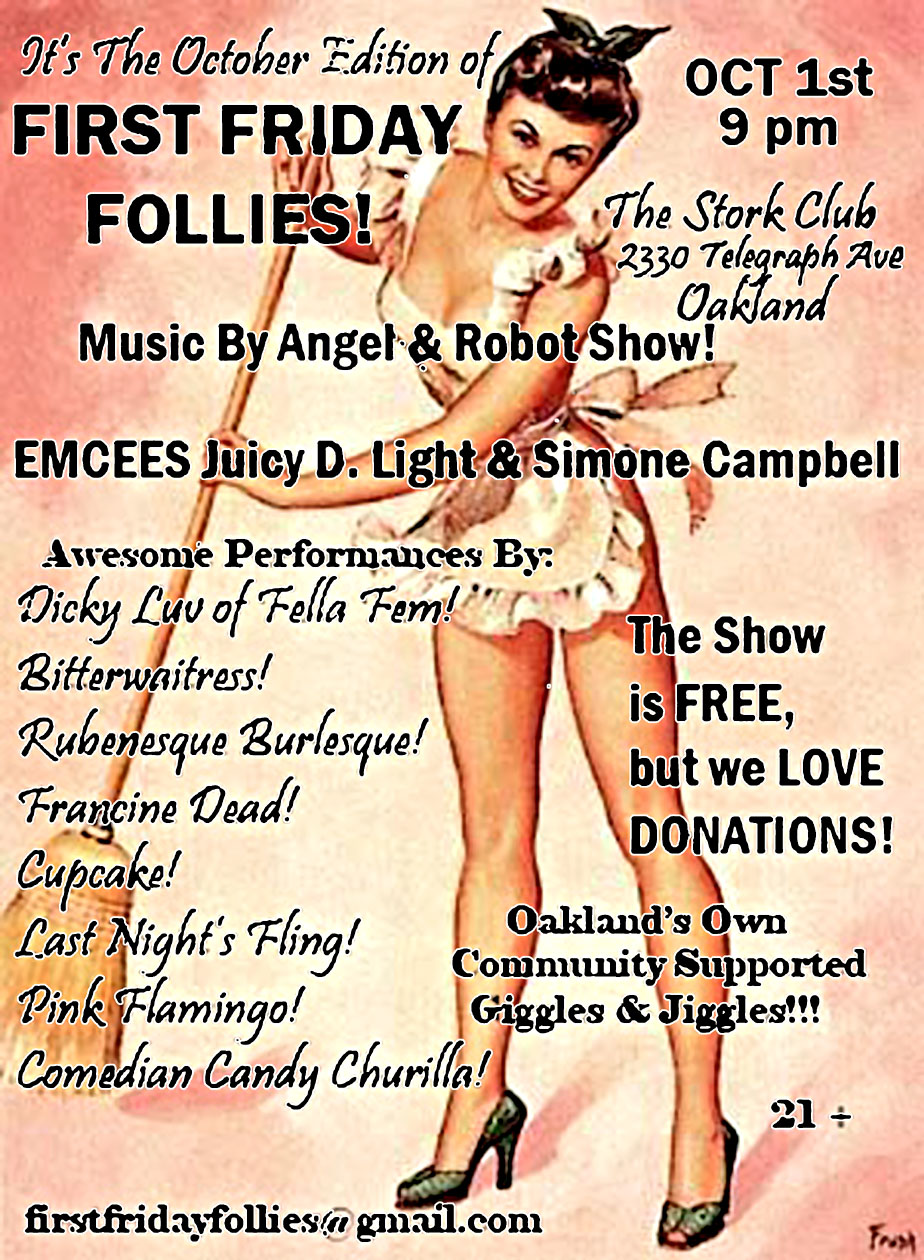 It's The October Edition of
FIRST FRIDAY
FOLLIES!
OCT 1st
9 pm
The Stork Club
2330 Telegraph Ave
Oakland
Music By Angel & Robot Show!
EMCEES Juicy D. Light & Simone Campbell
Awesome Performances By:
Dicky Luv of Fella Fem!
Bitterwaitress!
Rubenesque Burlesque!
Francine Dead!
Cupcake!
Last Night's Fling!
Pink Flamingo!
Comedian Candy Churilla!
The Show
is FREE,
but we LOVE
DONATIONS!
Oakland's Own
Community Supported
Giggles & Jiggles!!!
21 +
firstfridayfollies@gmail.com